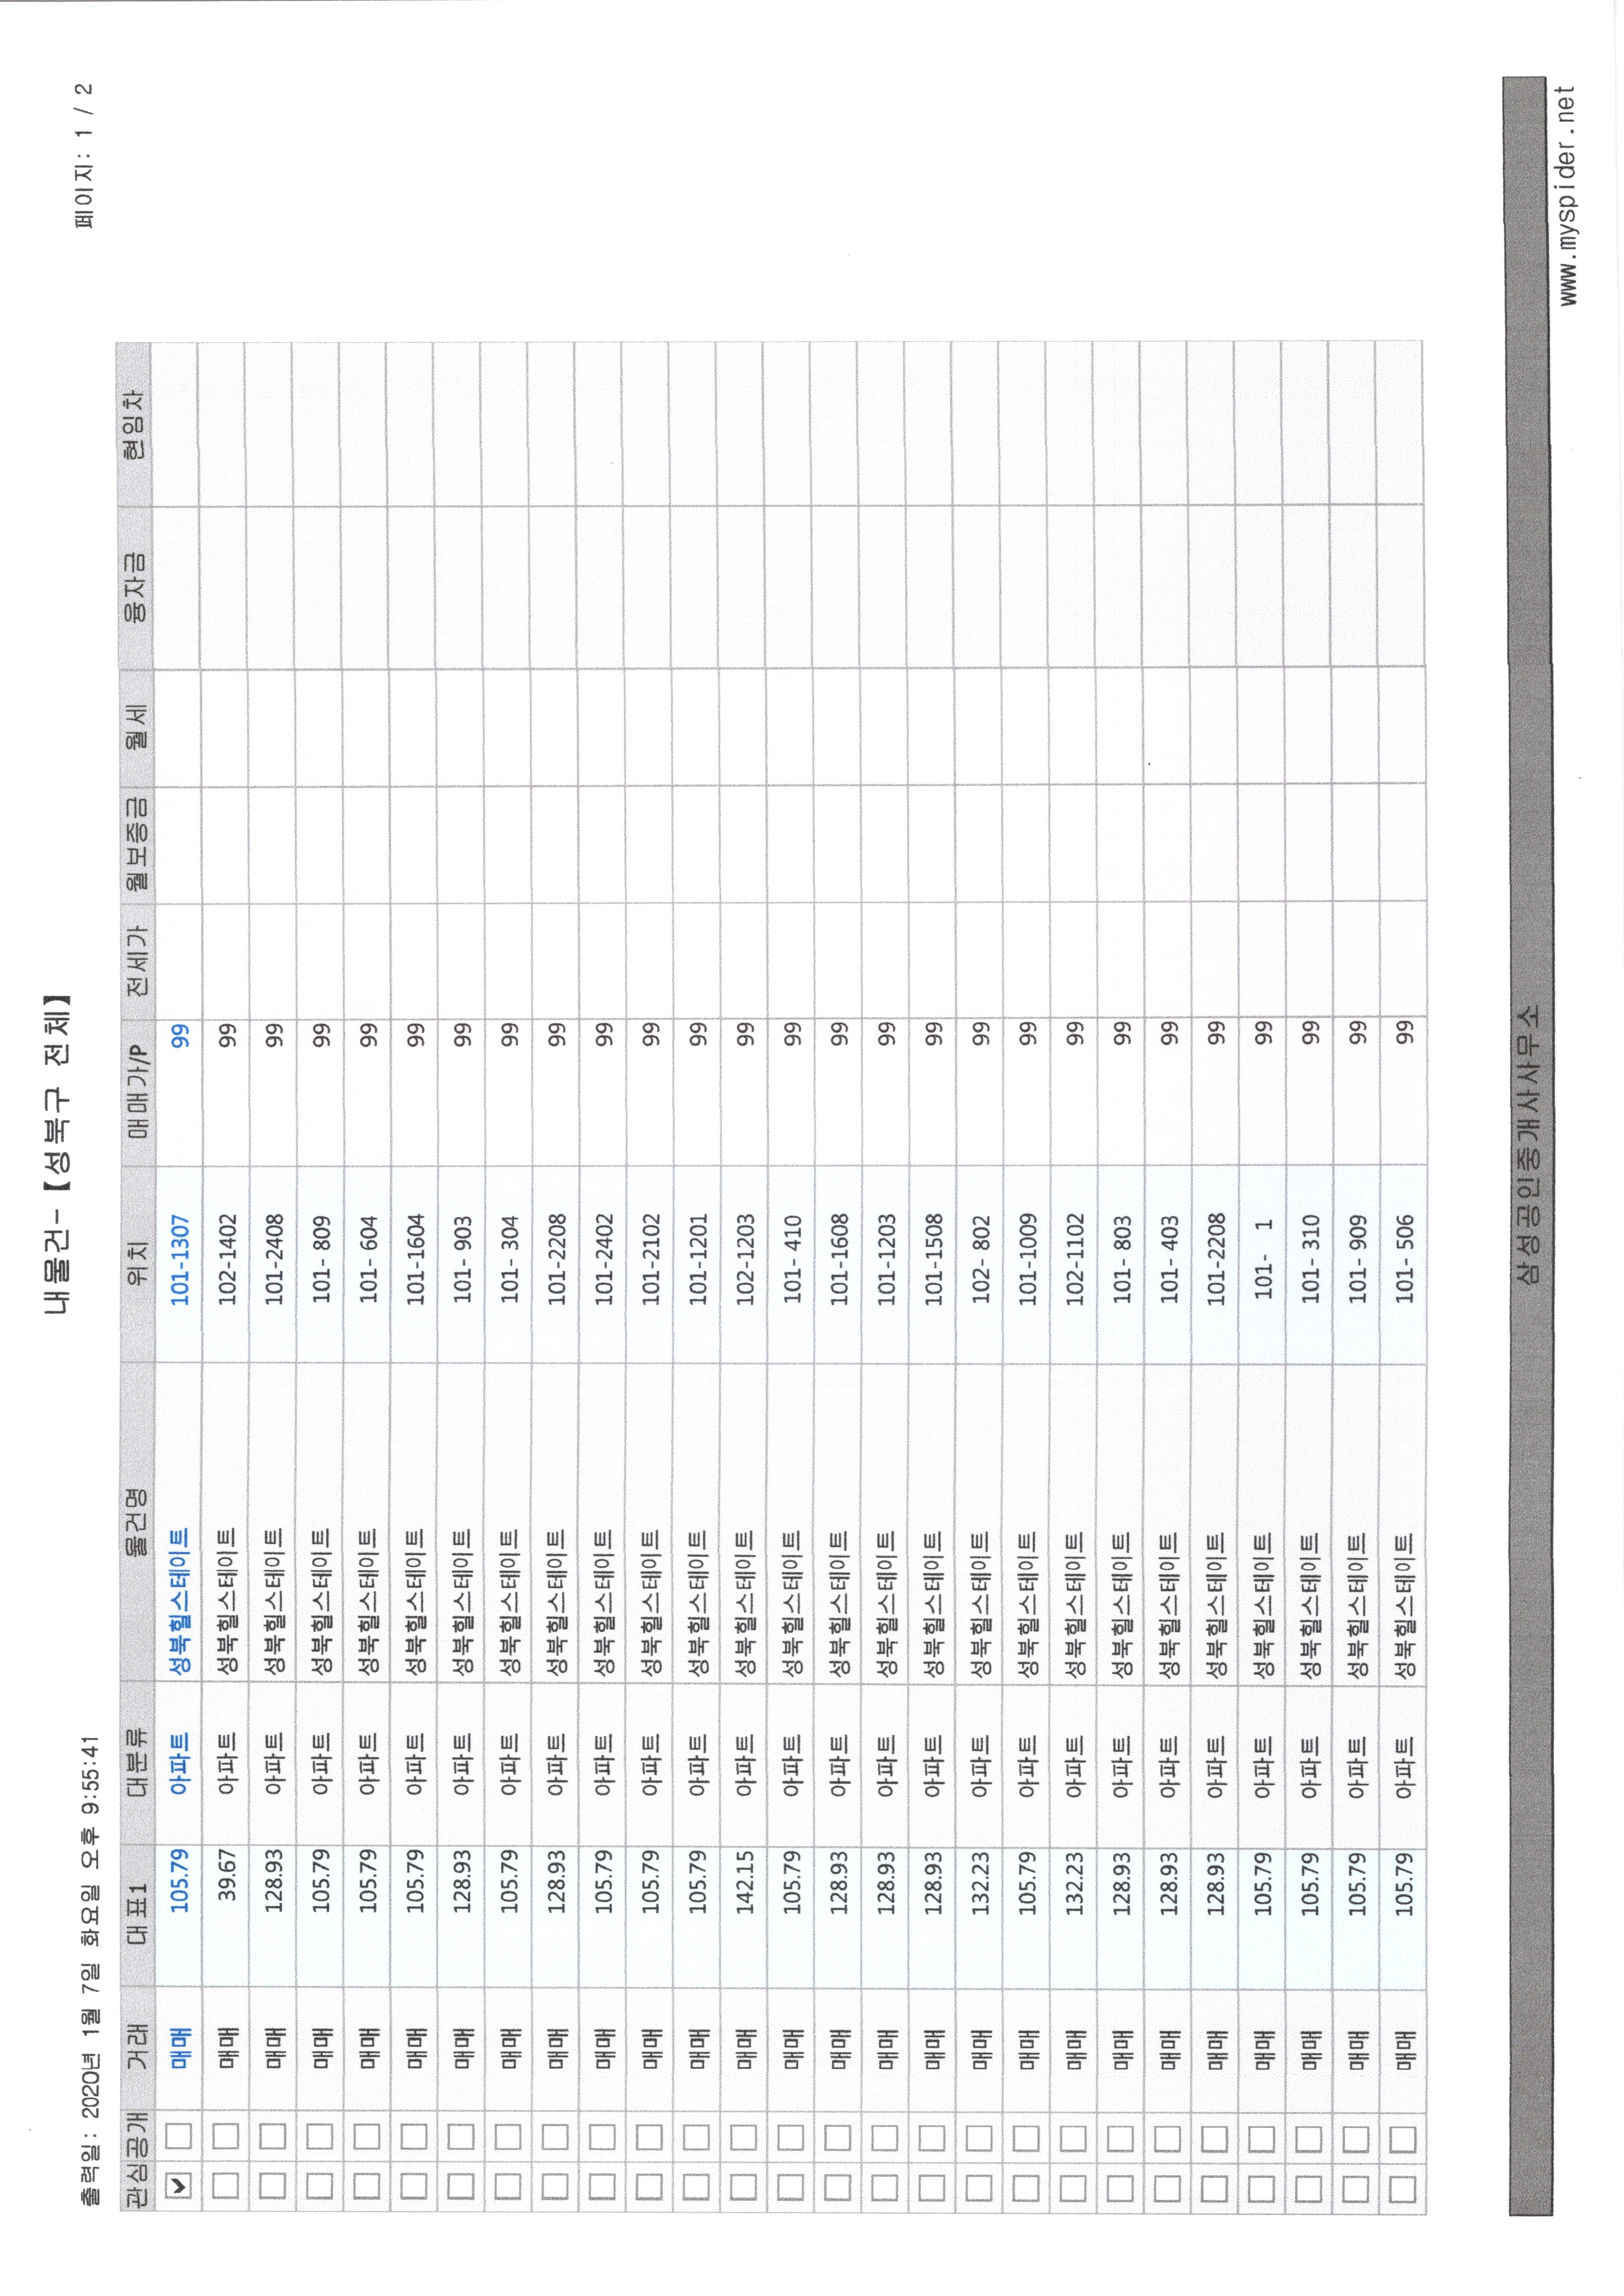 내물건-【성북구 전체】
출력일: 2020년 1월 7일 화요일 오후 9:55:41
페이지: 1 / 2
관심 공개 거래 대표1 대분류 물건명 위치 매매가/P 전세가 월보증금 월세 융자금 현임차
매매 105.79 아파트 성북힐스테이트 101-1307 99
매매 39.67 아파트 성북힐스테이트 102-1402 99
매매 128.93 아파트 성북힐스테이트 101-2408 99
매매 105.79 아파트 성북힐스테이트 101- 809 99
매매 105.79 아파트 성북힐스테이트 101- 604 99
매매 105.79 아파트 성북힐스테이트 101-1604 99
매매 128.93 아파트 성북힐스테이트 101- 903 99
매매 105.79 아파트 성북힐스테이트 101- 304 99
매매 128.93 아파트 성북힐스테이트 101-2208 99
매매 105.79 아파트 성북힐스테이트 101-2402 99
매매 105.79 아파트 성북힐스테이트 101-2102 99
매매 105.79 아파트 성북힐스테이트 101-1201 99
매매 142.15 아파트 성북힐스테이트 102-1203 99
매매 105.79 아파트 성북힐스테이트 101- 410 99
매매 128.93 아파트 성북힐스테이트 101-1608 99
매매 128.93 아파트 성북힐스테이트 101-1203 99
매매 128.93 아파트 성북힐스테이트 101-1508 99
매매 132.23 아파트 성북힐스테이트 102- 802 99
매매 105.79 아파트 성북힐스테이트 101-1009 99
매매 132.23 아파트 성북힐스테이트 102-1102 99
매매 128.93 아파트 성북힐스테이트 101- 803 99
매매 128.93 아파트 성북힐스테이트 101- 403 99
매매 128.93 아파트 성북힐스테이트 101-2208 99
매매 105.79 아파트 성북힐스테이트 101- 1 99
매매 105.79 아파트 성북힐스테이트 101- 310 99
매매 105.79 아파트 성북힐스테이트 101- 909 99
매매 105.79 아파트 성북힐스테이트 101- 506 99
삼성공인중개사사무소
www.myspider.net